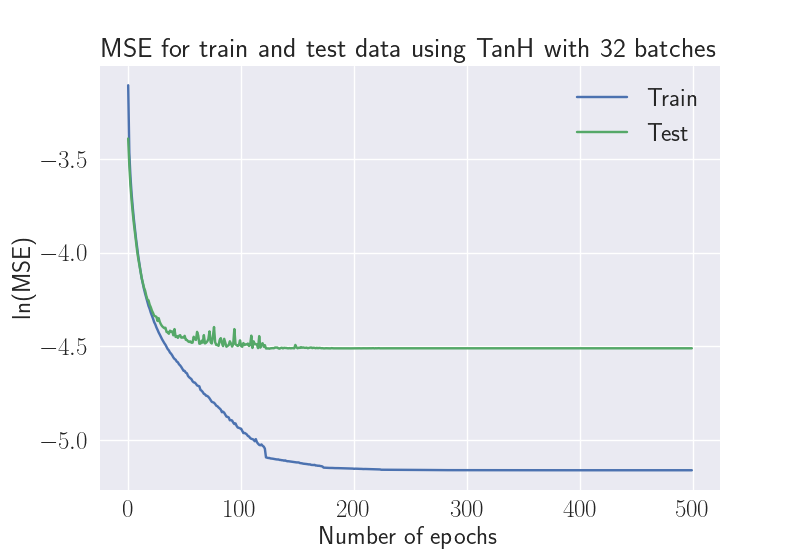 MSE for train and test data using TanH with 32 batches
Train
Test
ln(MSE)
−3.5
−4.0
−4.5
−5.0
0
100
200
300
400
500
Number of epochs